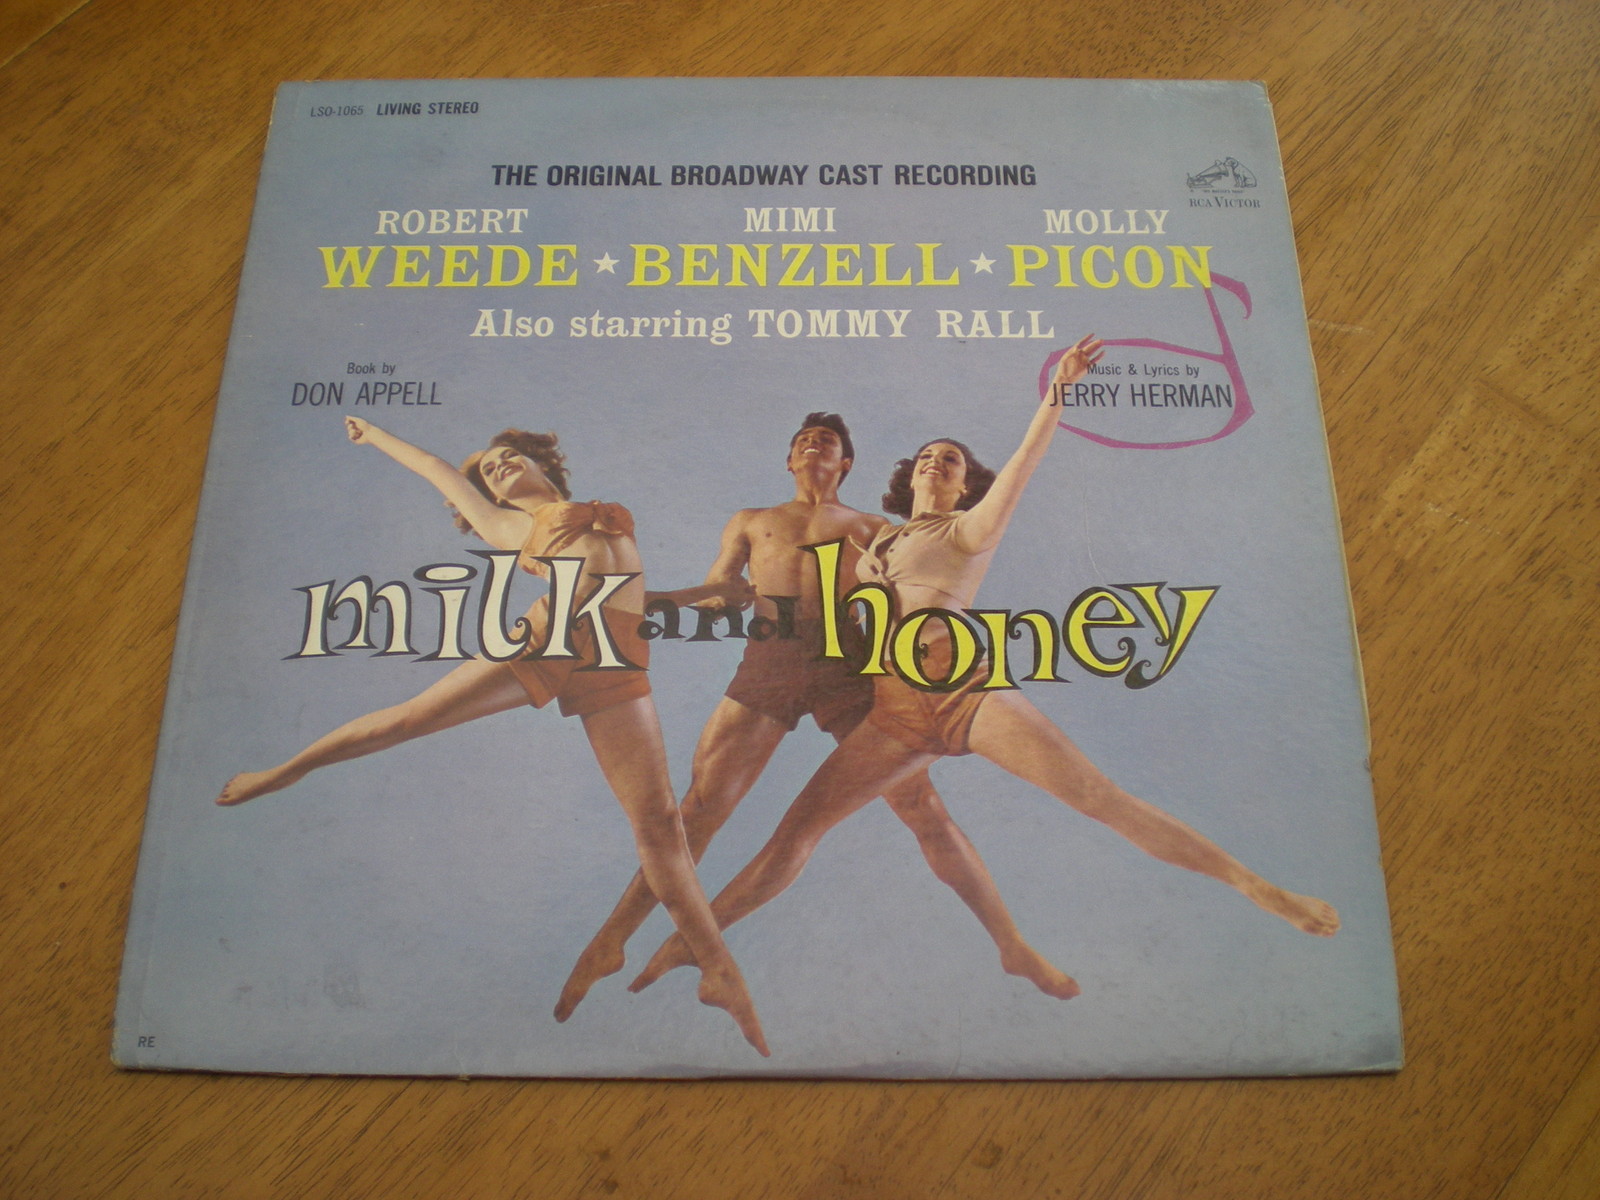 LSO-1065 LIVING STEREO
THE ORIGINAL BROADWAY CAST RECORDING
RCA VICTOR
ROBERT MIMI MOLLY
WEEDE ★ BENZELL ★ PICON
Also starring TOMMY RALL
Book by
DON APPELL
Music & Lyrics by
JERRY HERMAN
milk and honey
RE